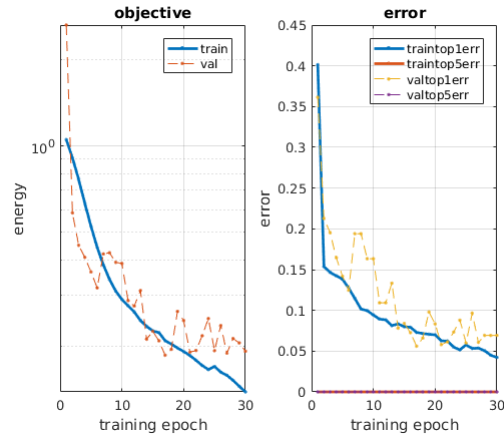 objective
train
val
10^0
energy
0
10
20
30
training epoch
error
traintop1err
traintop5err
valtop1err
valtop5err
0.45
0.4
0.35
0.3
0.25
0.2
0.15
0.1
0.05
0
error
0
10
20
30
training epoch